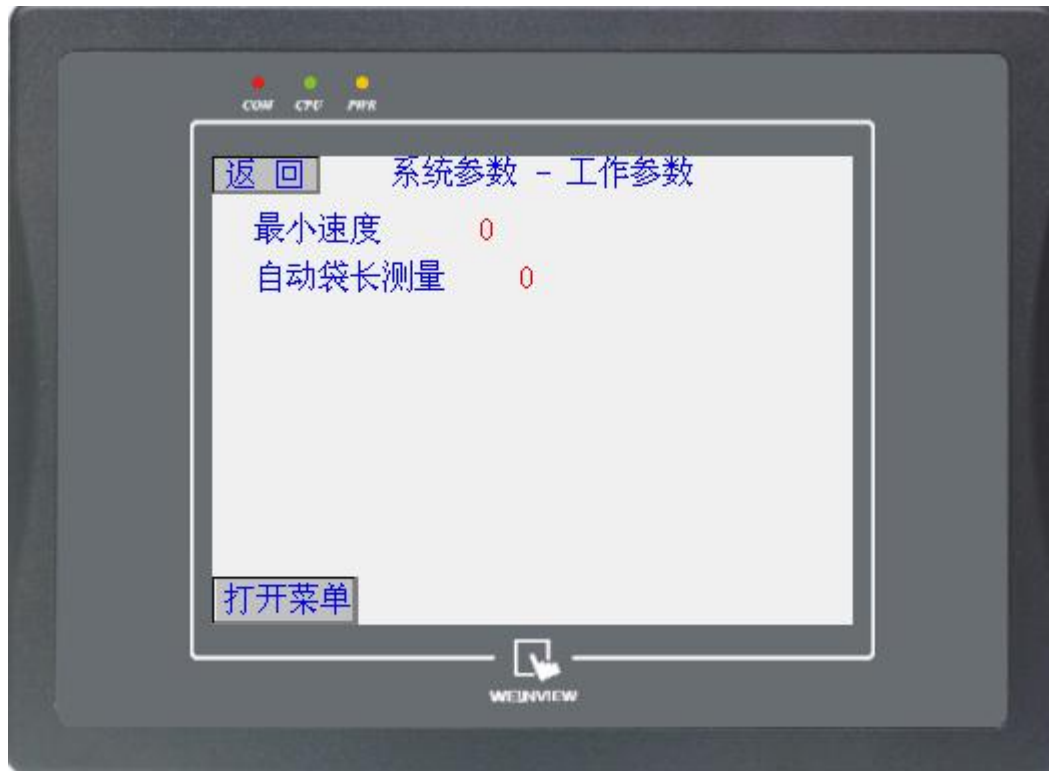 COM CPU PWR
返 回 系统参数 - 工作参数
最小速度 0
自动袋长测量 0
打开菜单
WEINVIEW